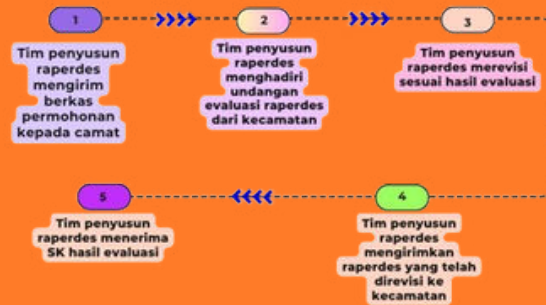 1
Tim penyusun
raperdes
mengirim
berkas
permohonan
kepada camat
2
Tim penyusun
raperdes
menghadiri
undangan
evaluasi raperdes
dari kecamatan
3
Tim penyusun
raperdes merevisi
sesuai hasil evaluasi
4
Tim penyusun
raperdes
mengirimkan
raperdes yang telah
direvisi ke
kecamatan
5
Tim penyusun
raperdes menerima
SK hasil evaluasi